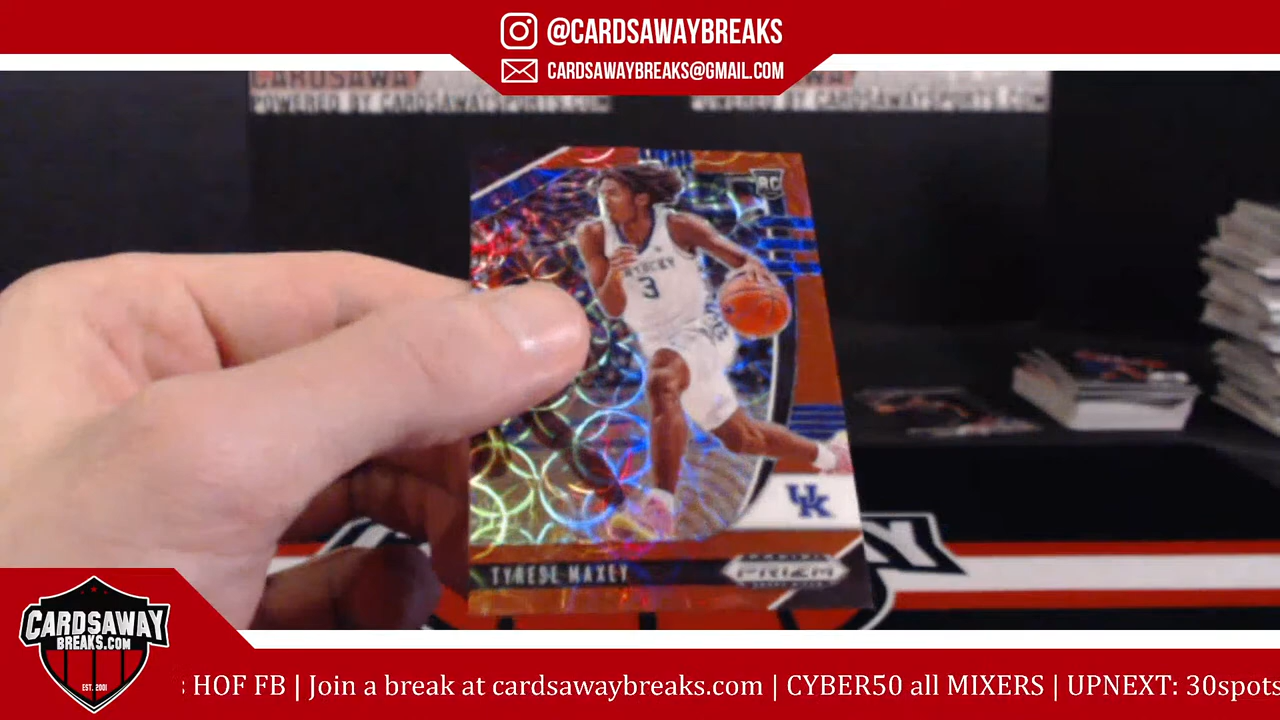 @CARDSAWAYBREAKS
CARDSAWAYBREAKS@GMAIL.COM
CARDSAWAY
POWERED BY CARDSAWAYSPORTS.COM
POWERED BY CARDSAWAYSPORTS.COM
RC
KENTUCKY
3
UK
TYRESE MAXEY
PRIZM
CARDSAWAY
BREAKS.COM
EST. 2001
HOF FB | Join a break at cardsawaybreaks.com | CYBER50 all MIXERS | UPNEXT: 30spots